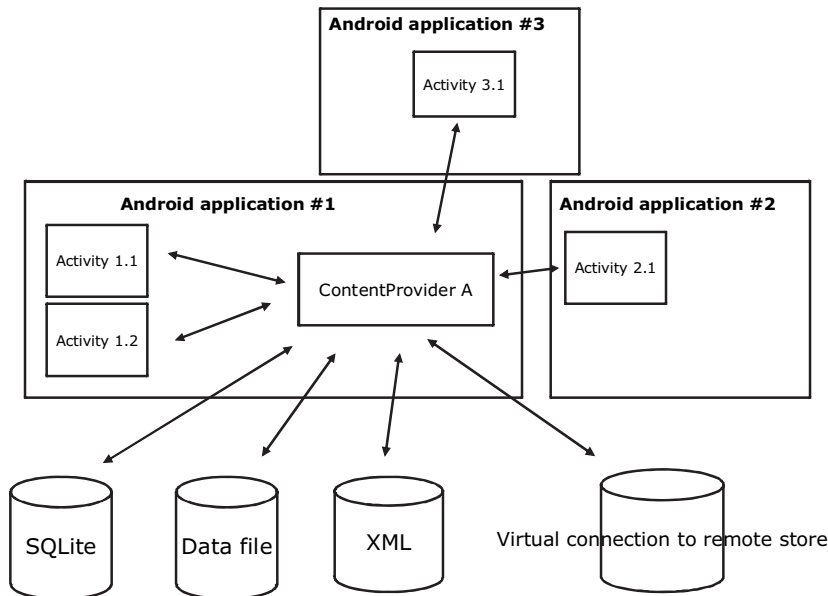 Android application #3
Activity 3.1
Android application #1
Android application #2
Activity 1.1
Activity 2.1
ContentProvider A
Activity 1.2
SQLite
Data file
XML
Virtual connection to remote store